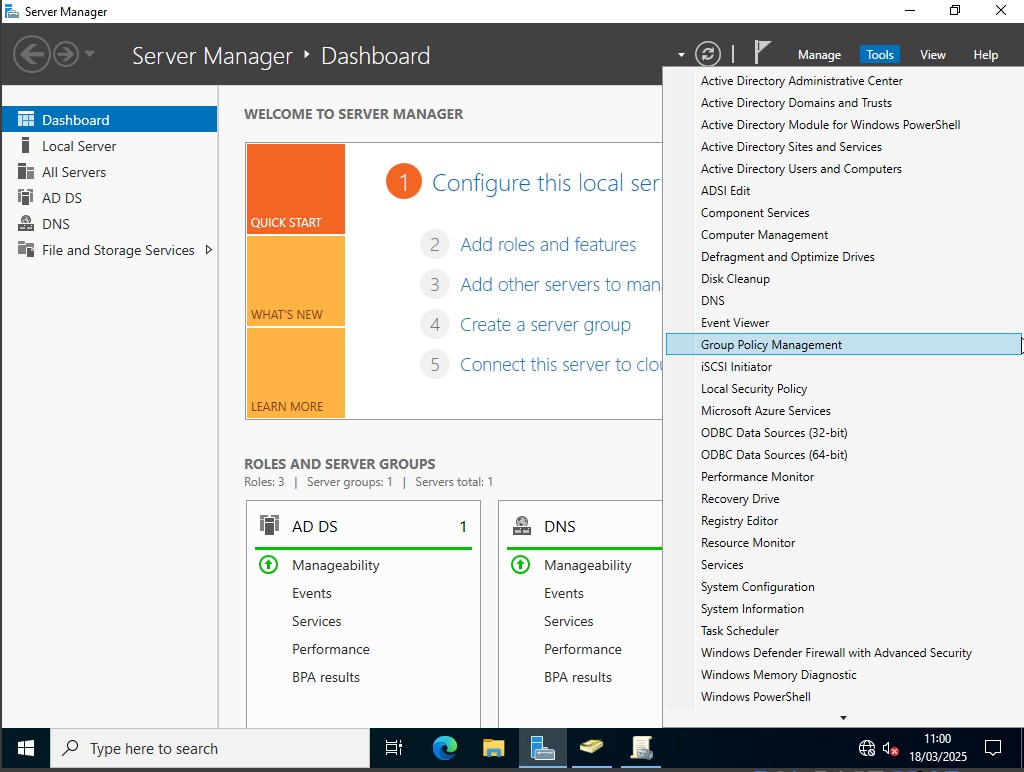 Server Manager
Server Manager ‣ Dashboard
Manage Tools View Help
Dashboard
Local Server
All Servers
AD DS
DNS
File and Storage Services
WELCOME TO SERVER MANAGER
QUICK START
WHAT'S NEW
LEARN MORE
1 Configure this local ser
2 Add roles and features
3 Add other servers to man
4 Create a server group
5 Connect this server to clou
ROLES AND SERVER GROUPS
Roles: 3 | Server groups: 1 | Servers total: 1
AD DS 1
Manageability
Events
Services
Performance
BPA results
DNS
Manageability
Events
Services
Performance
BPA results
Active Directory Administrative Center
Active Directory Domains and Trusts
Active Directory Module for Windows PowerShell
Active Directory Sites and Services
Active Directory Users and Computers
ADSI Edit
Component Services
Computer Management
Defragment and Optimize Drives
Disk Cleanup
DNS
Event Viewer
Group Policy Management
iSCSI Initiator
Local Security Policy
Microsoft Azure Services
ODBC Data Sources (32-bit)
ODBC Data Sources (64-bit)
Performance Monitor
Recovery Drive
Registry Editor
Resource Monitor
Services
System Configuration
System Information
Task Scheduler
Windows Defender Firewall with Advanced Security
Windows Memory Diagnostic
Windows PowerShell
Type here to search
11:00
18/03/2025